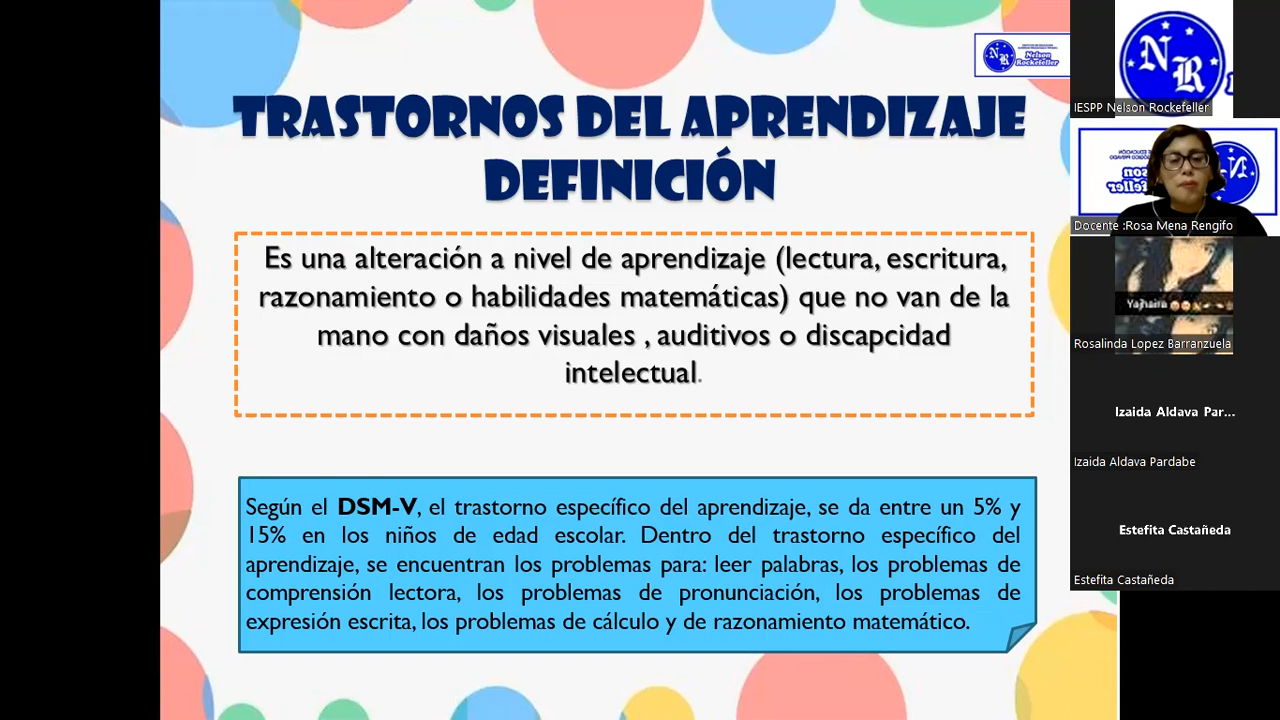 Nelson
Rockefeller
TRASTORNOS DEL APRENDIZAJE
DEFINICIÓN
Es una alteración a nivel de aprendizaje (lectura, escritura,
razonamiento o habilidades matemáticas) que no van de la
mano con daños visuales , auditivos o discapcidad
intelectual.
Según el DSM-V, el trastorno específico del aprendizaje, se da entre un 5% y
15% en los niños de edad escolar. Dentro del trastorno específico del
aprendizaje, se encuentran los problemas para: leer palabras, los problemas de
comprensión lectora, los problemas de pronunciación, los problemas de
expresión escrita, los problemas de cálculo y de razonamiento matemático.
N R
IESPP Nelson Rockefeller
Docente :Rosa Mena Rengifo
Yajhaira
Rosalinda Lopez Barranzuela
Izaida Aldava Par...
Izaida Aldava Pardabe
Estefita Castañeda
Estefita Castañeda